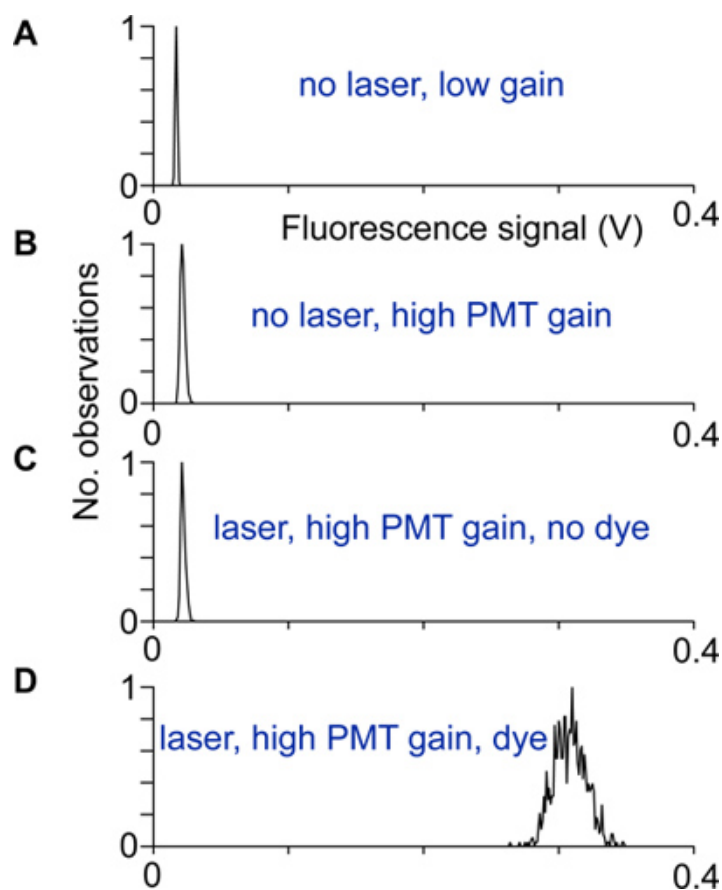 A
1
no laser, low gain
0
0
0.4
Fluorescence signal (V)
B
1
no laser, high PMT gain
0
0
0.4
No. observations
C
1
laser, high PMT gain, no dye
0
0
0.4
D
1
laser, high PMT gain, dye
0
0
0.4